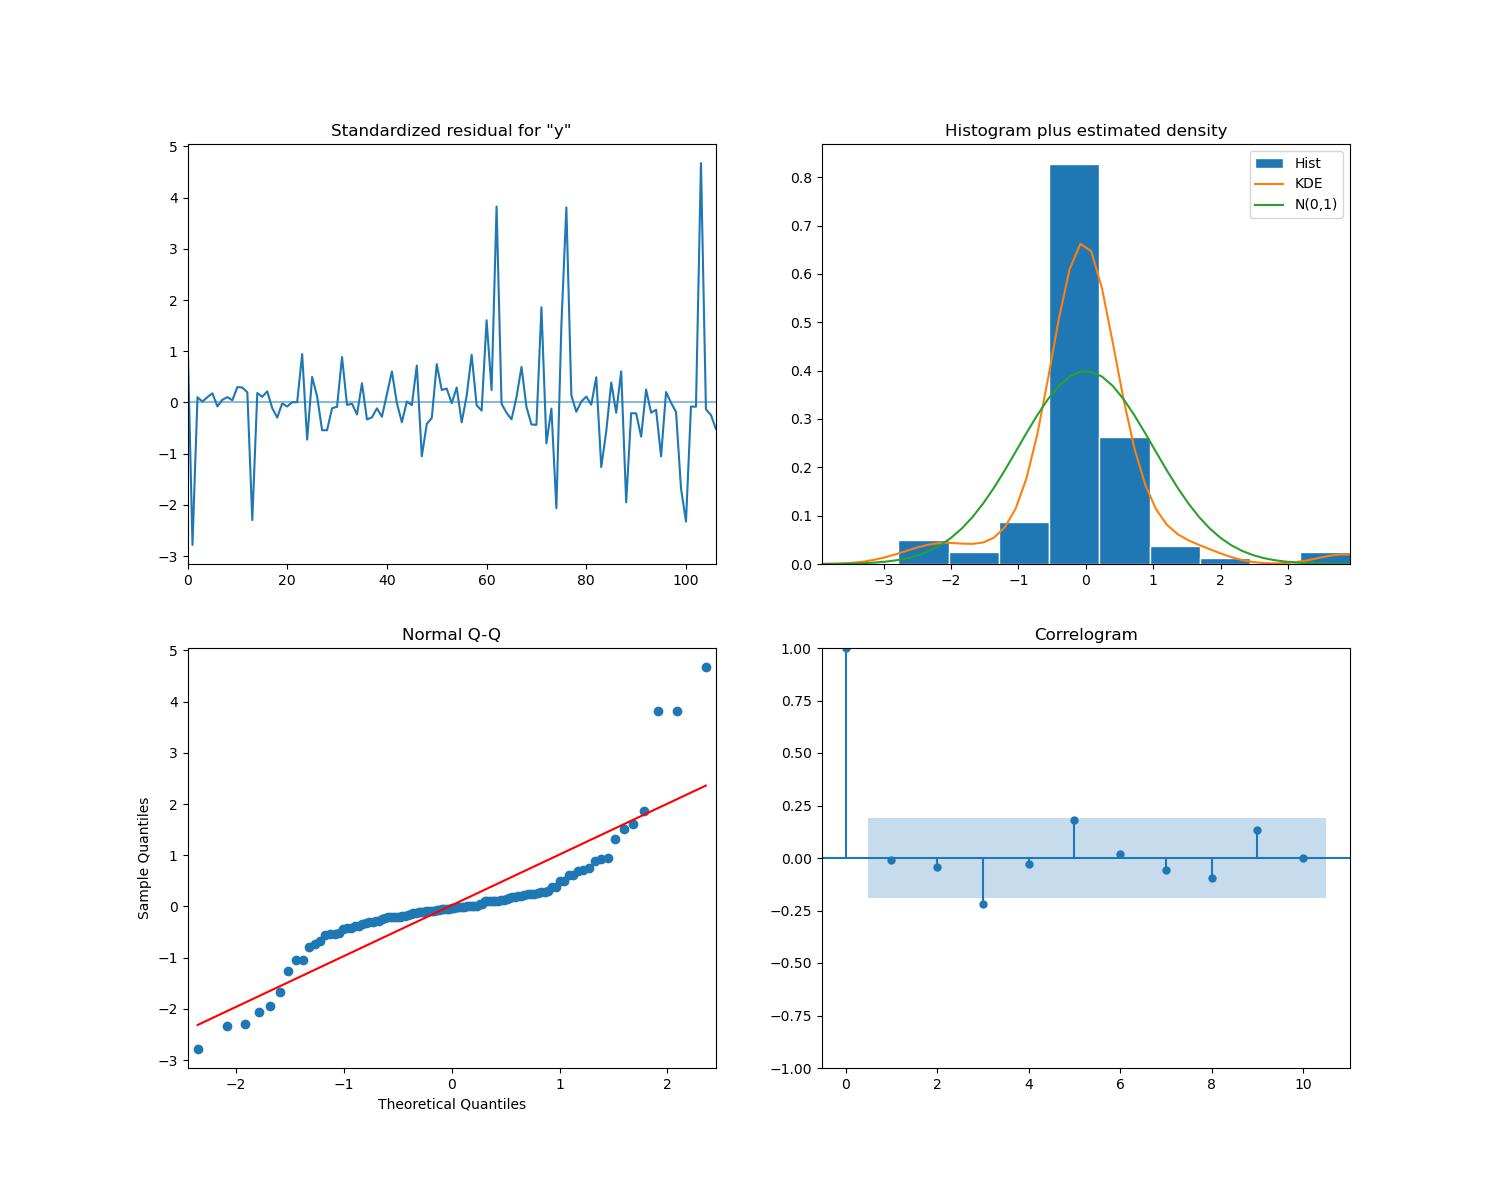 Standardized residual for "y"
5
4
3
2
1
0
−1
−2
−3
0 20 40 60 80 100
Histogram plus estimated density
Hist
KDE
N(0,1)
0.8
0.7
0.6
0.5
0.4
0.3
0.2
0.1
0.0
−3 −2 −1 0 1 2 3
Normal Q-Q
Sample Quantiles
5
4
3
2
1
0
−1
−2
−3
−2 −1 0 1 2
Theoretical Quantiles
Correlogram
1.00
0.75
0.50
0.25
0.00
−0.25
−0.50
−0.75
−1.00
0 2 4 6 8 10